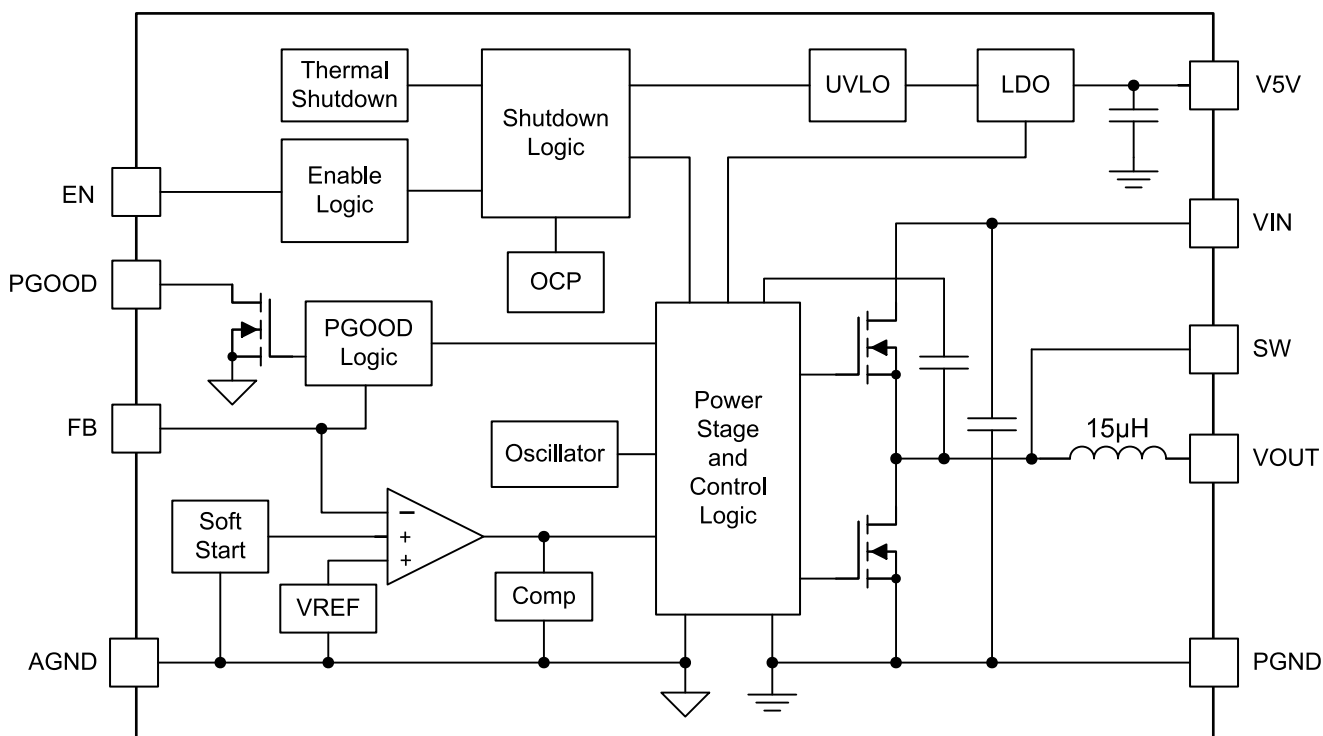 Thermal
Shutdown
Shutdown
Logic
UVLO
LDO
V5V
EN
Enable
Logic
VIN
OCP
PGOOD
PGOOD
Logic
SW
FB
Power
Stage
and
Control
Logic
Oscillator
15µH
VOUT
Soft
Start
−
+
+
VREF
Comp
AGND
PGND